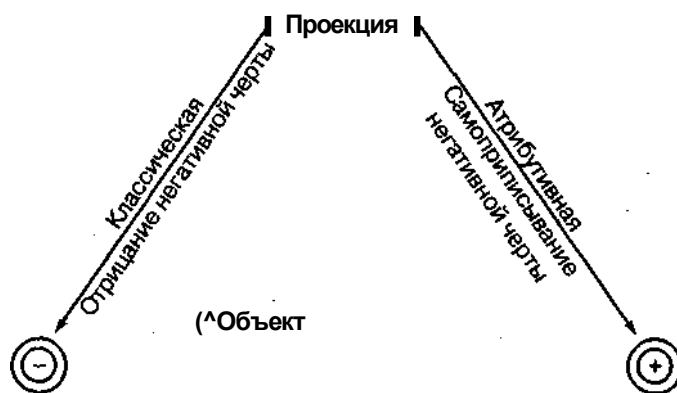 Проекция
Классическая
Отрицание негативной черты
Атрибутивная
Самоприписывание
негативной черты
(^Объект
-
+